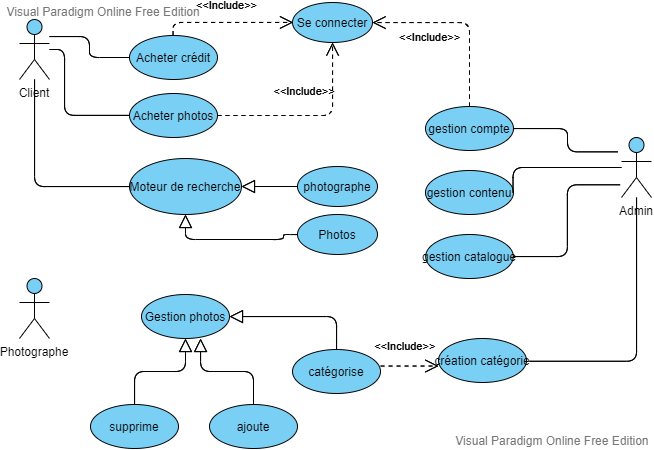 Visual Paradigm Online Free Edition
<<Include>>
Se connecter
<<Include>>
Acheter crédit
Client
<<Include>>
Acheter photos
gestion compte
Moteur de recherche
photographe
gestion contenu
Admin
Photos
gestion catalogue
Gestion photos
Photographe
<<Include>>
catégorise
création catégorie
supprime
ajoute
Visual Paradigm Online Free Edition